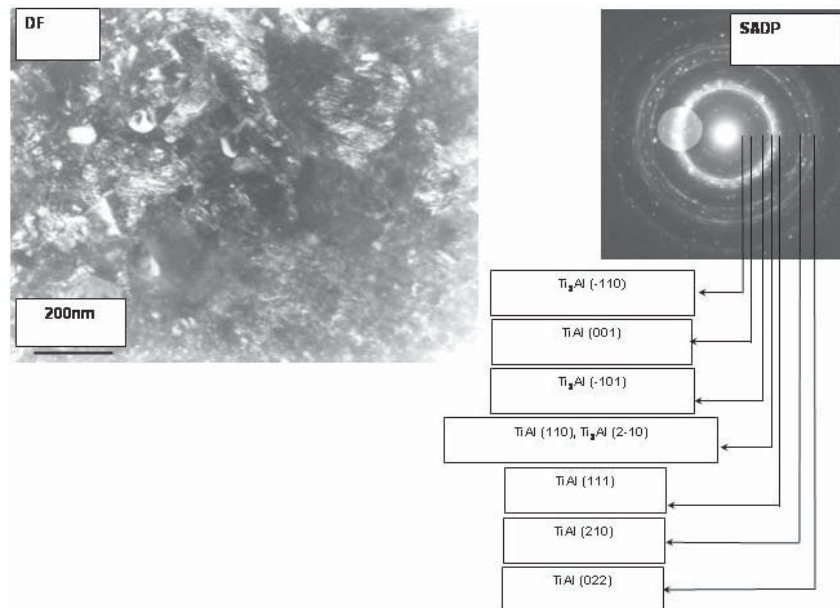 DF
SADP
200nm
Ti₃Al (-110)
TiAl (001)
Ti₃Al (-101)
TiAl (110), Ti₃Al (2-10)
TiAl (111)
TiAl (210)
TiAl (022)